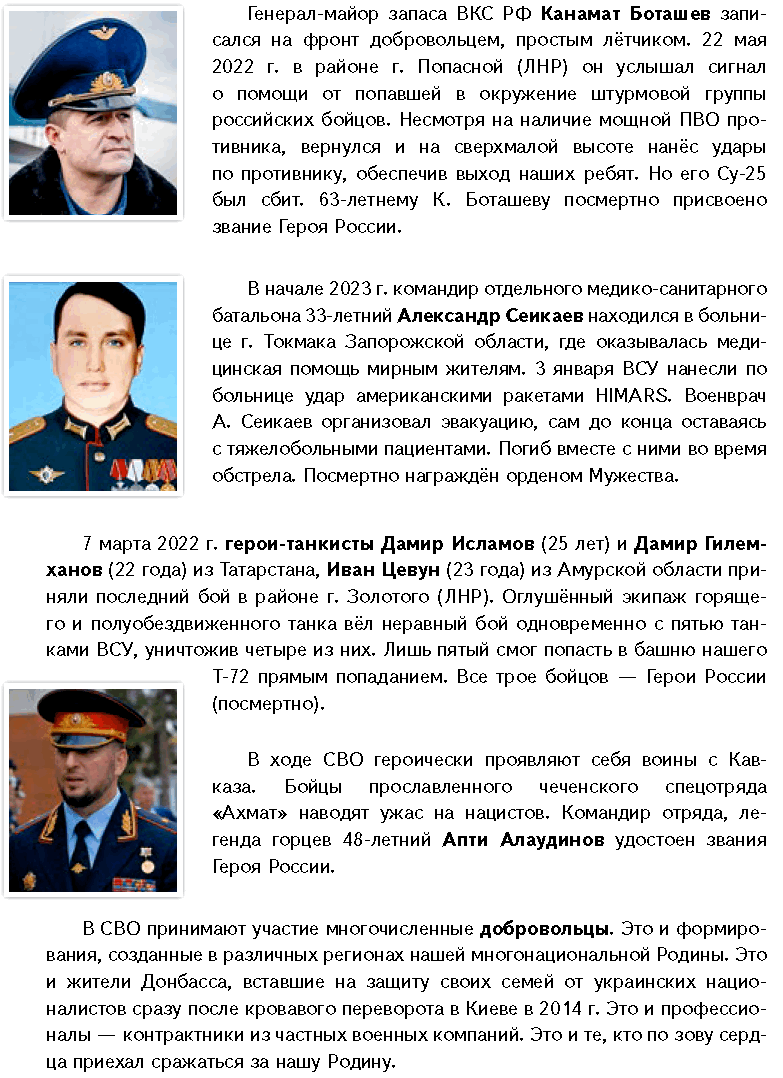 Генерал-майор запаса ВКС РФ Канамат Боташев запи-
сался на фронт добровольцем, простым лётчиком. 22 мая
2022 г. в районе г. Попасной (ЛНР) он услышал сигнал
о помощи от попавшей в окружение штурмовой группы
российских бойцов. Несмотря на наличие мощной ПВО про-
тивника, вернулся и на сверхмалой высоте нанёс удары
по противнику, обеспечив выход наших ребят. Но его Су-25
был сбит. 63-летнему К. Боташеву посмертно присвоено
звание Героя России.
В начале 2023 г. командир отдельного медико-санитарного
батальона 33-летний Александр Сеикаев находился в больни-
це г. Токмака Запорожской области, где оказывалась меди-
цинская помощь мирным жителям. 3 января ВСУ нанесли по
больнице удар американскими ракетами HIMARS. Военврач
А. Сеикаев организовал эвакуацию, сам до конца оставаясь
с тяжелобольными пациентами. Погиб вместе с ними во время
обстрела. Посмертно награждён орденом Мужества.
7 марта 2022 г. герои-танкисты Дамир Исламов (25 лет) и Дамир Гилем-
ханов (22 года) из Татарстана, Иван Цевун (23 года) из Амурской области при-
няли последний бой в районе г. Золотого (ЛНР). Оглушённый экипаж горяще-
го и полуобездвиженного танка вёл неравный бой одновременно с пятью тан-
ками ВСУ, уничтожив четыре из них. Лишь пятый смог попасть в башню нашего
Т-72 прямым попаданием. Все трое бойцов — Герои России
(посмертно).
В ходе СВО героически проявляют себя воины с Кав-
каза. Бойцы прославленного чеченского спецотряда
«Ахмат» наводят ужас на нацистов. Командир отряда, ле-
генда горцев 48-летний Апти Алаудинов удостоен звания
Героя России.
В СВО принимают участие многочисленные добровольцы. Это и формиро-
вания, созданные в различных регионах нашей многонациональной Родины. Это
и жители Донбасса, вставшие на защиту своих семей от украинских нацио-
налистов сразу после кровавого переворота в Киеве в 2014 г. Это и профессио-
налы — контрактники из частных военных компаний. Это и те, кто по зову серд-
ца приехал сражаться за нашу Родину.